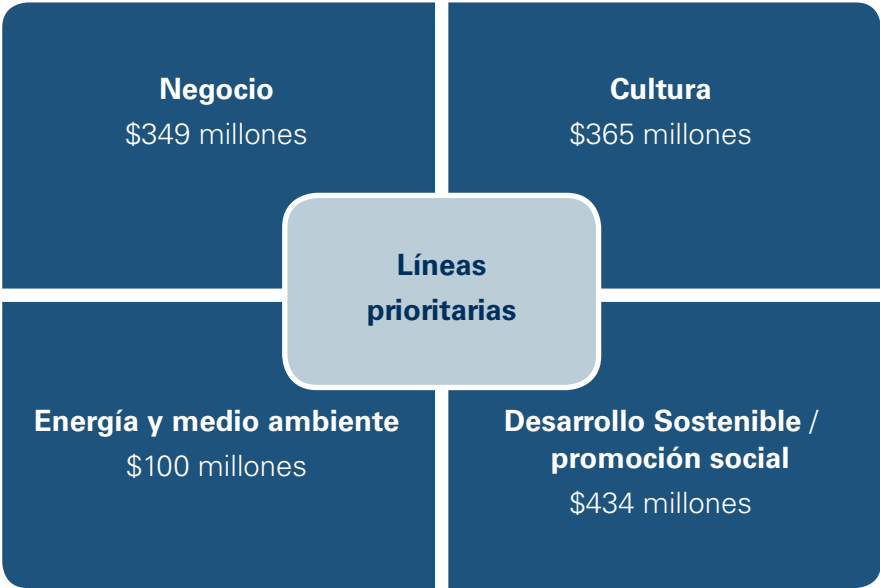 Negocio
$349 millones
Cultura
$365 millones
Líneas
prioritarias
Energía y medio ambiente
$100 millones
Desarrollo Sostenible /
promoción social
$434 millones